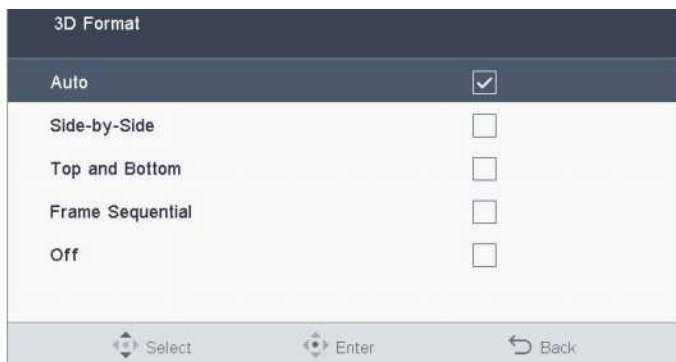 3D Format
Auto
Side-by-Side
Top and Bottom
Frame Sequential
Off
Select Enter Back